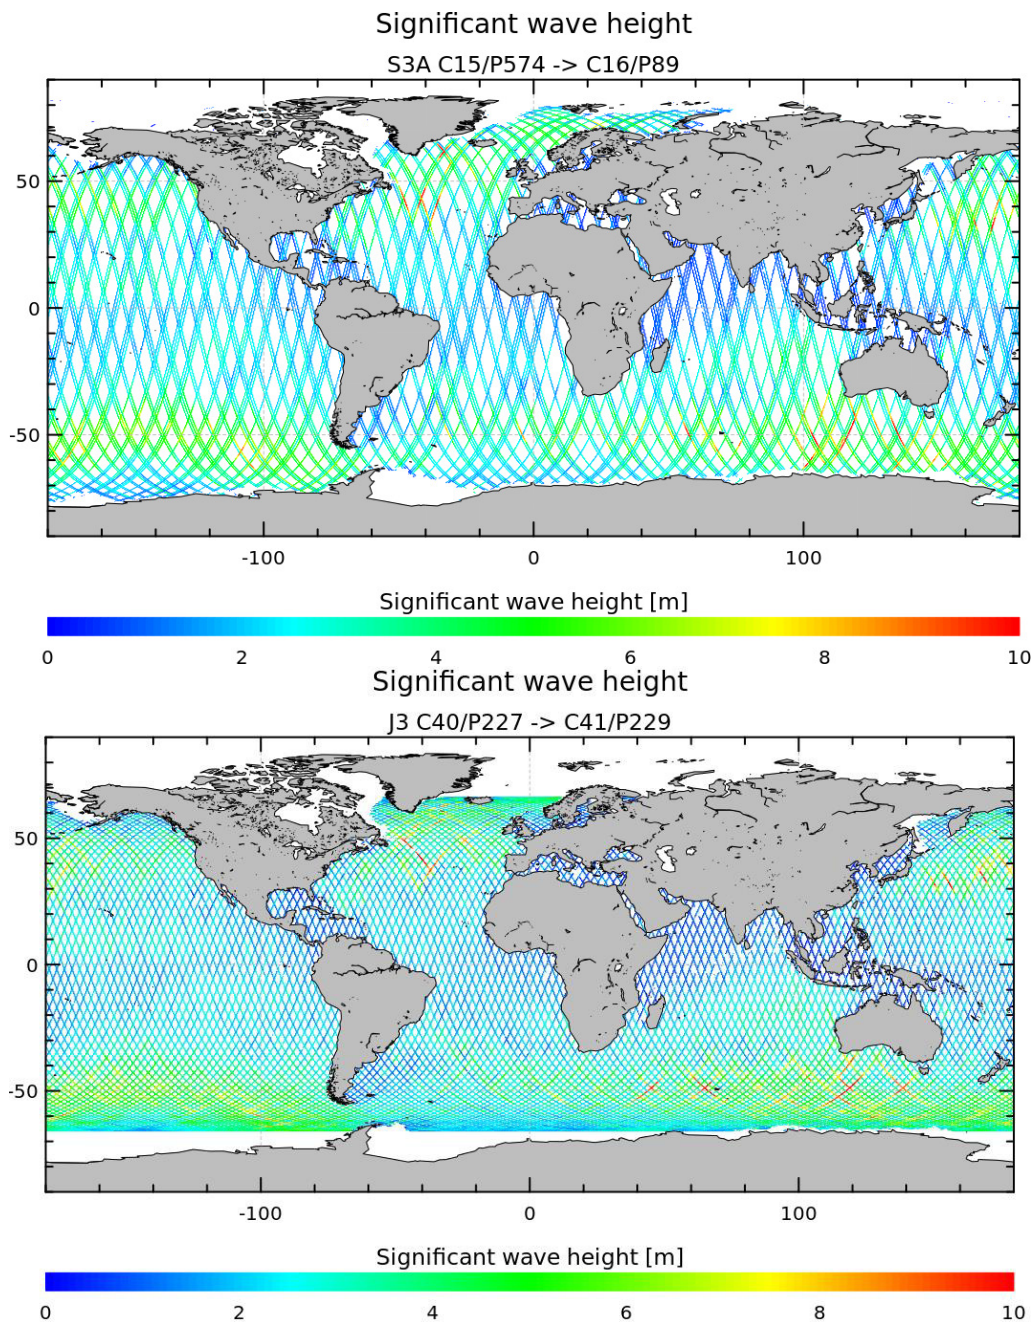 Significant wave height
S3A C15/P574 -> C16/P89
50
0
-50
-100 0 100
Significant wave height [m]
0 2 4 6 8 10
Significant wave height
J3 C40/P227 -> C41/P229
50
0
-50
-100 0 100
Significant wave height [m]
0 2 4 6 8 10